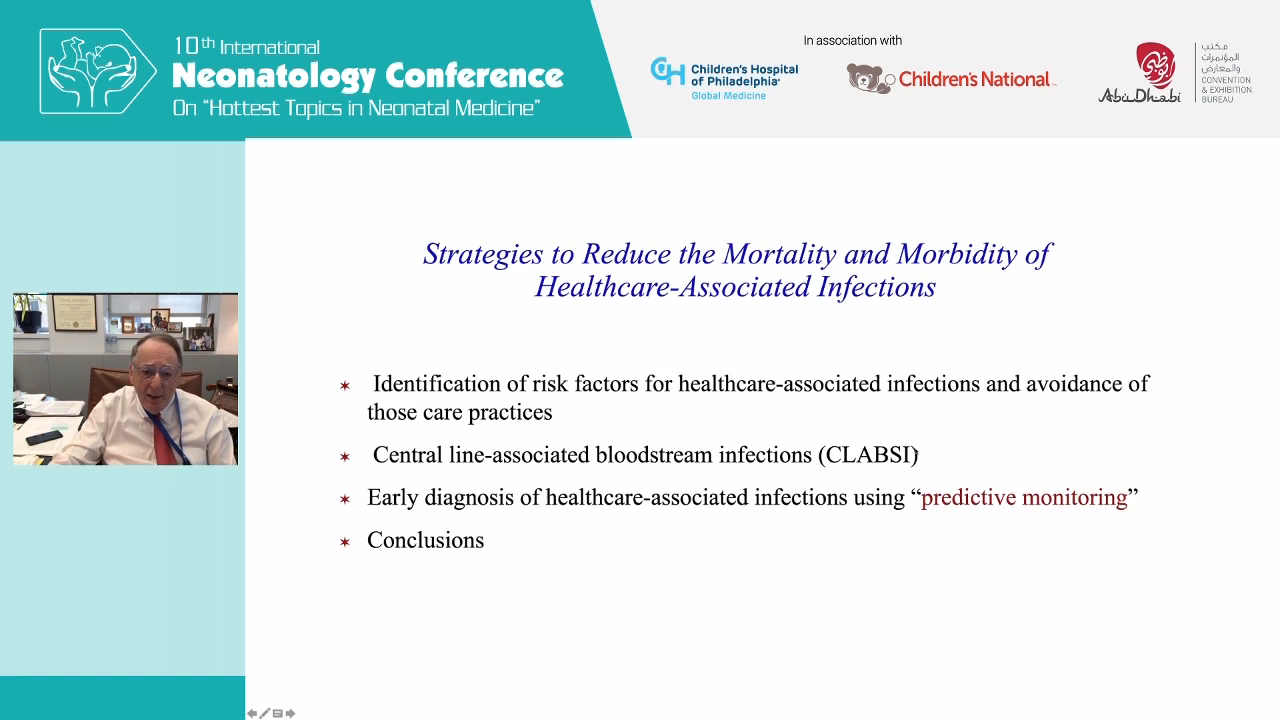 10th International
Neonatology Conference
On “Hottest Topics in Neonatal Medicine”
In association with
CH Children's Hospital
of Philadelphia
Global Medicine
Children's National
Abu Dhabi
مكتب
المؤتمرات
والمعارض
أبوظبي
CONVENTION
& EXHIBITION
BUREAU
Strategies to Reduce the Mortality and Morbidity of
Healthcare-Associated Infections
✶ Identification of risk factors for healthcare-associated infections and avoidance of
those care practices
✶ Central line-associated bloodstream infections (CLABSI)
✶ Early diagnosis of healthcare-associated infections using “predictive monitoring”
✶ Conclusions